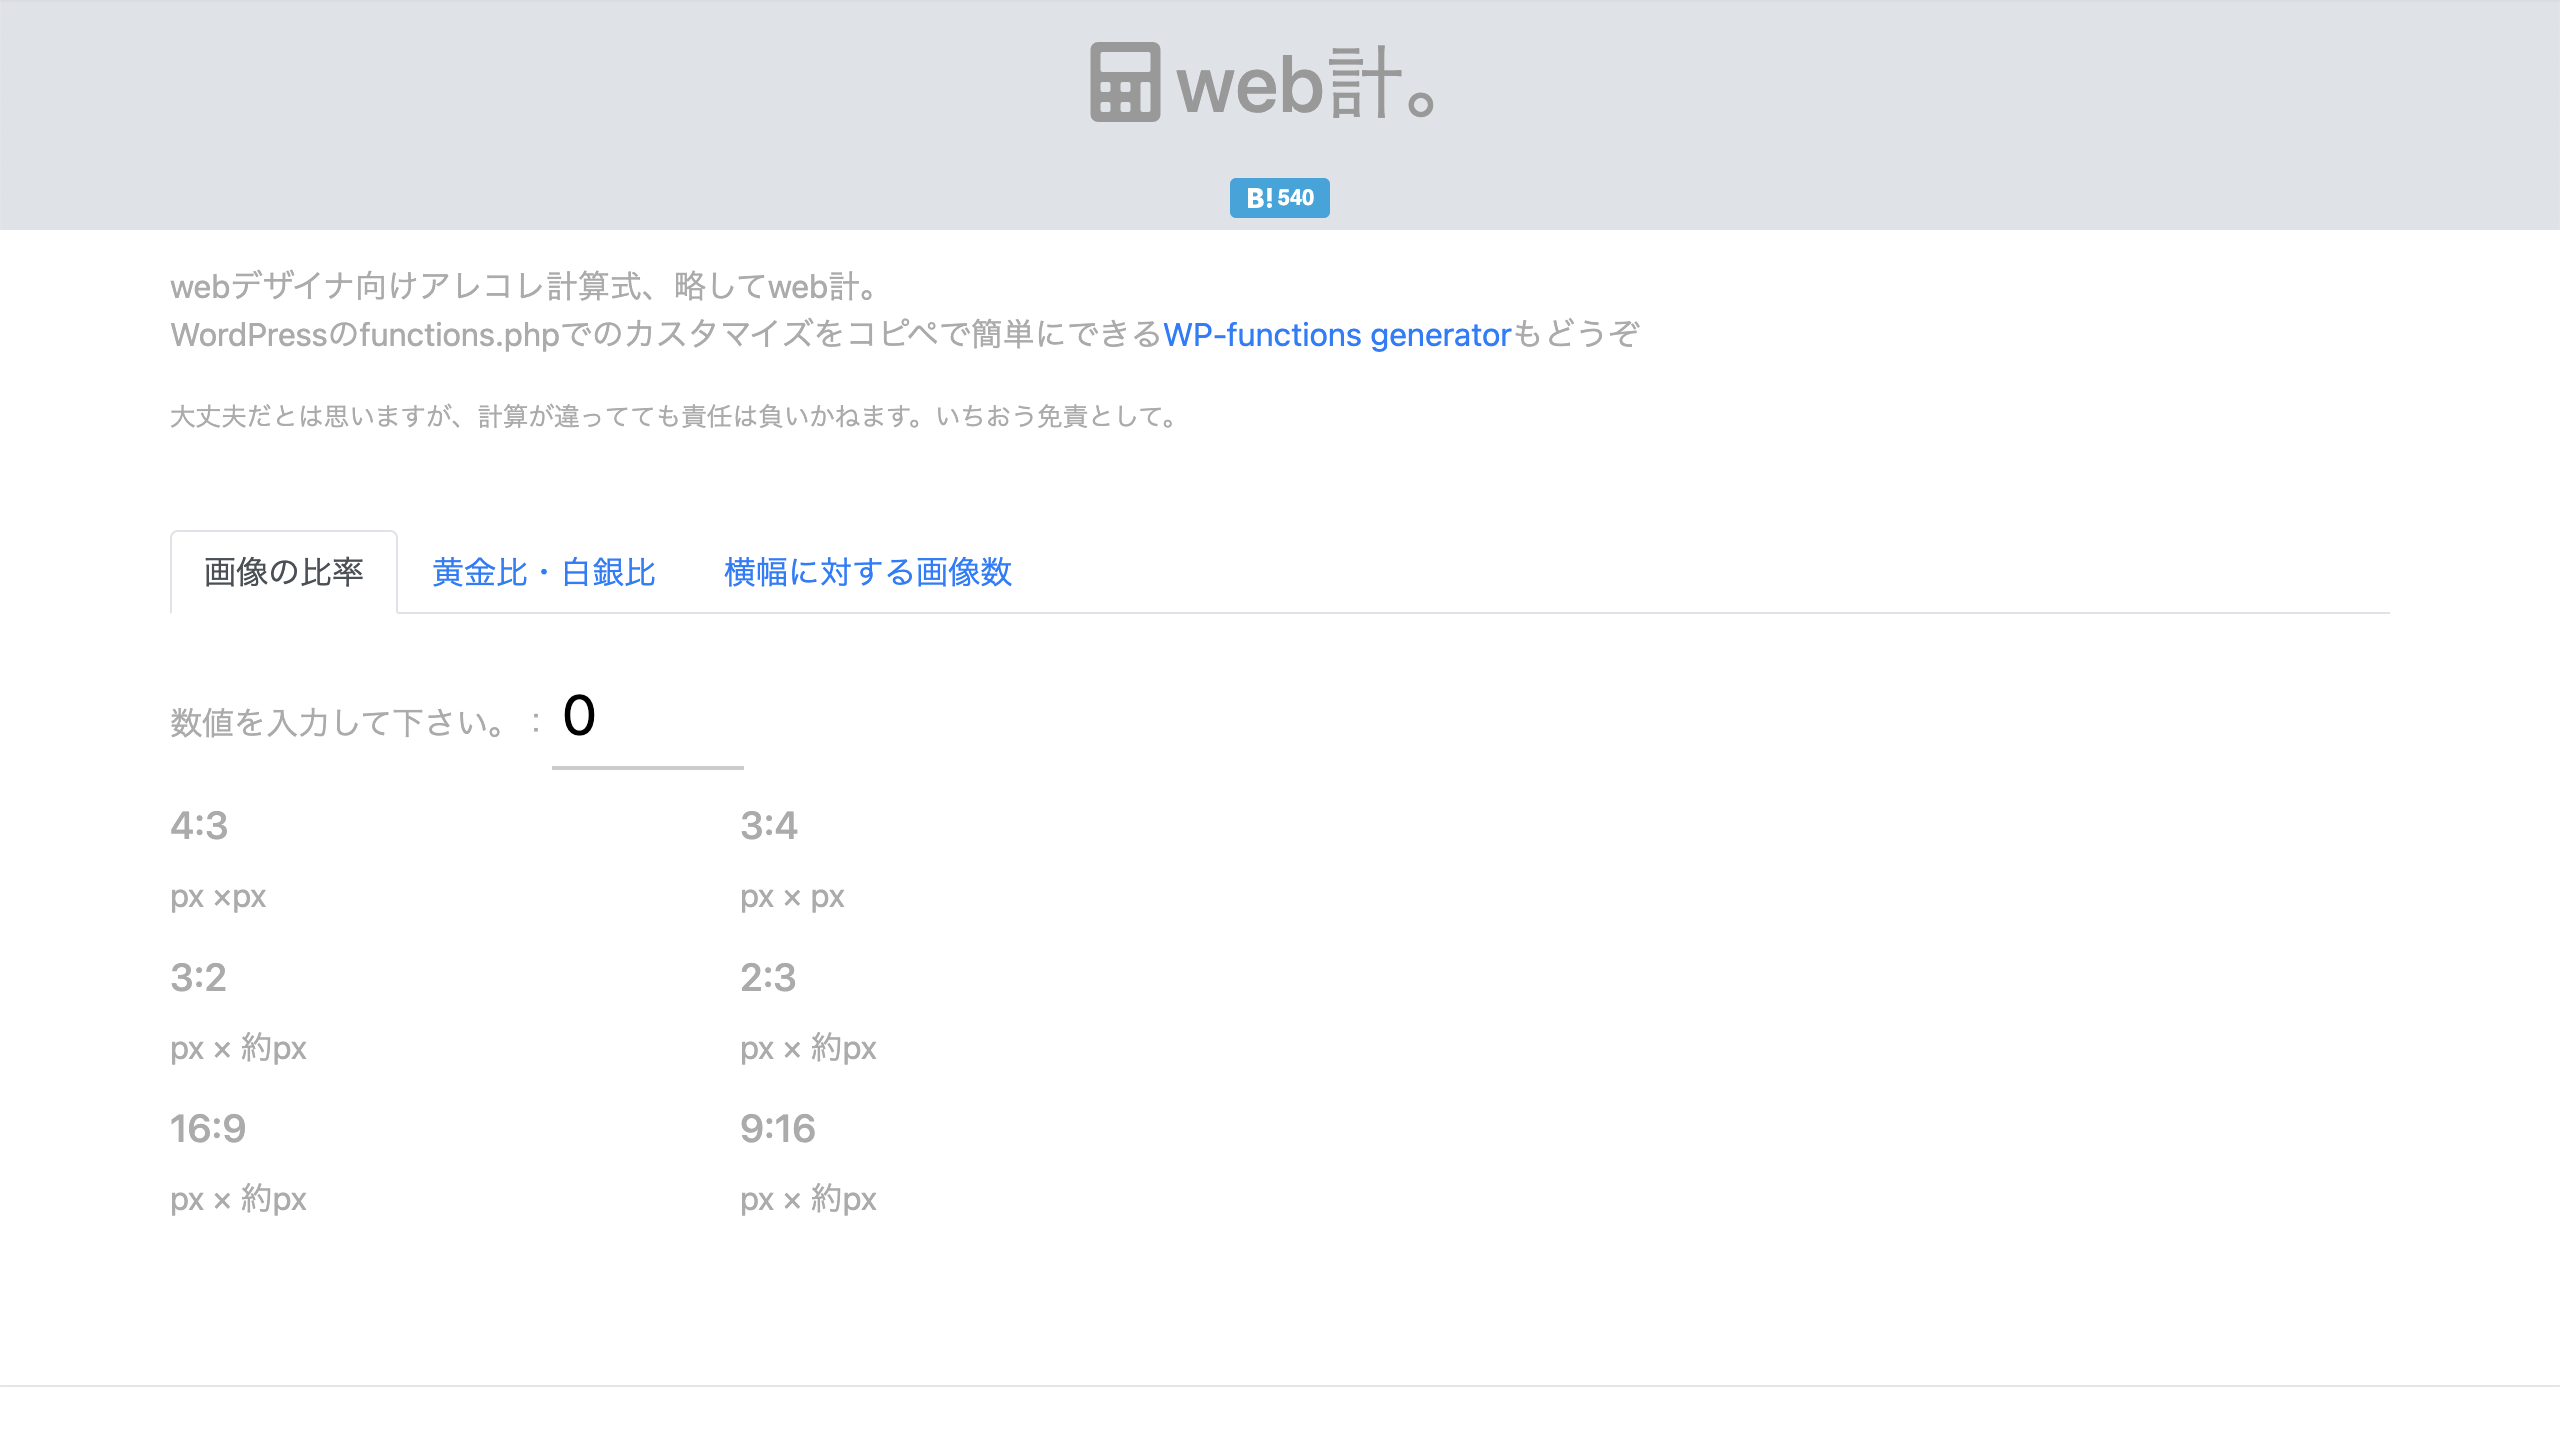 web計。
B! 540
webデザイナ向けアレコレ計算式、略してweb計。
WordPressのfunctions.phpでのカスタマイズをコピペで簡単にできるWP-functions generatorもどうぞ
大丈夫だとは思いますが、計算が違ってても責任は負いかねます。いちおう免責として。
画像の比率 黄金比・白銀比 横幅に対する画像数
数値を入力して下さい。： 0
4:3 3:4
px ×px px × px
3:2 2:3
px × 約px px × 約px
16:9 9:16
px × 約px px × 約px